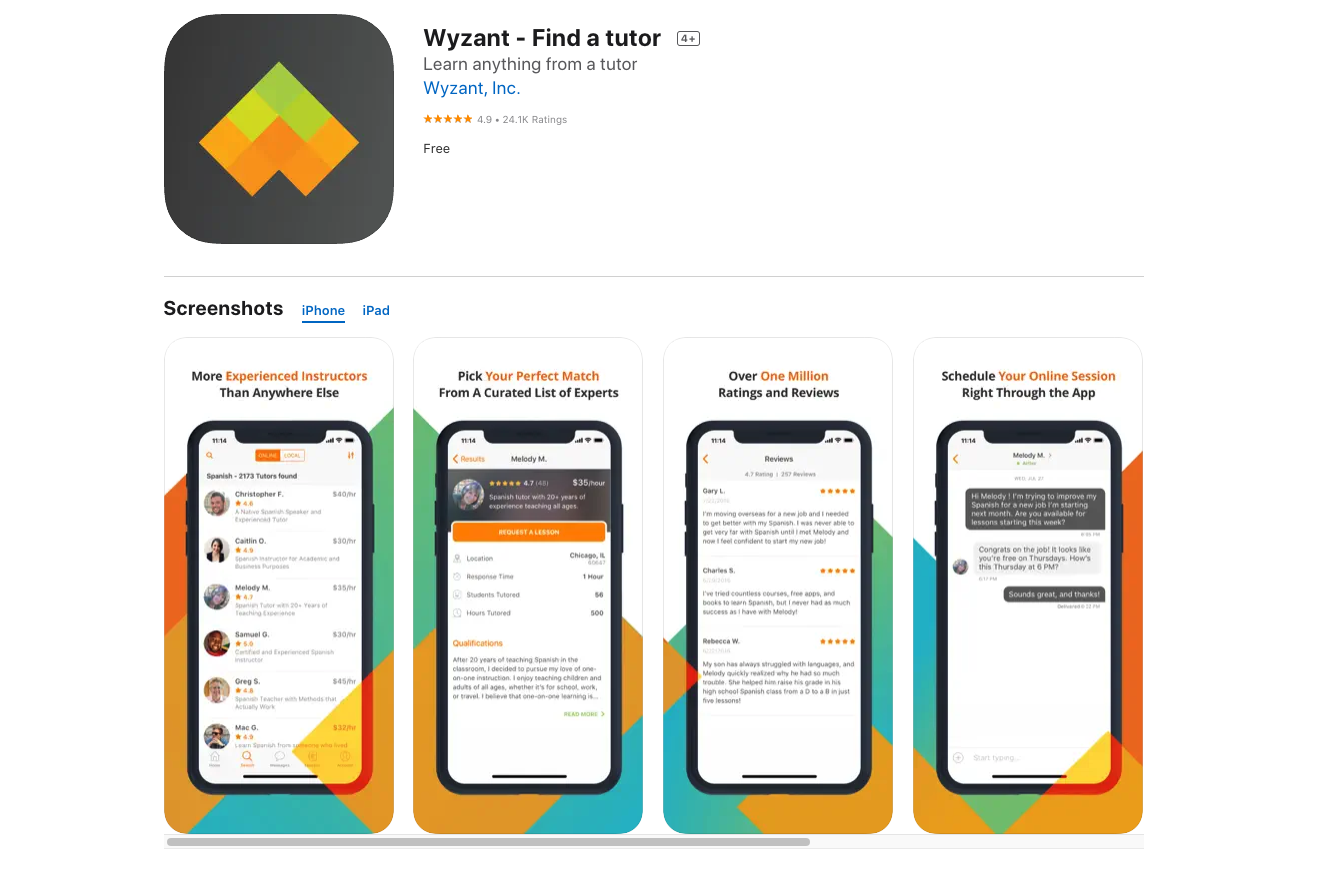 Wyzant - Find a tutor 4+
Learn anything from a tutor
Wyzant, Inc.
4.9 • 24.1K Ratings
Free
Screenshots iPhone iPad
More Experienced Instructors
Than Anywhere Else
11:14
ONLINE LOCAL
Spanish - 2173 Tutors found
Christopher F. $40/hr
4.6
A Native Spanish Speaker and
Experienced Tutor
Caitlin O. $30/hr
4.9
Spanish Instructor for Academic and
Business Purposes
Melody M. $35/hr
4.7
Spanish Tutor with 20+ Years of
Teaching Experience
Samuel G. $30/hr
5.0
Certified and Experienced Spanish
Instructor
Greg S. $45/hr
4.8
Spanish Teacher with Methods that
Actually Work
Mac G. $32/hr
4.9
Learn Spanish from someone who lived
Home Search Messages
Pick Your Perfect Match
From A Curated List of Experts
11:14
Results Melody M.
4.7 (48) $35/hour
Spanish tutor with 20+ years of
experience teaching all ages.
REQUEST A LESSON
Location Chicago, IL
60647
Response Time 1 Hour
Students Tutored 56
Hours Tutored 500
Qualifications
After 20 years of teaching Spanish in the
classroom, I decided to pursue my love of one-
on-one instruction. I enjoy teaching children and
adults of all ages, whether it's for school, work,
or travel. I believe that one-on-one learning is...
READ MORE
Over One Million
Ratings and Reviews
11:14
Reviews
4.7 Rating | 257 Reviews
Gary L.
I'm moving overseas for a new job and I needed
to get better with my Spanish. I was never able to
get very far with Spanish until I met Melody and
now I feel confident to start my new job!
Charles S.
I've tried countless courses, free apps, and
books to learn Spanish, but I never had as much
success as I have with Melody!
Rebecca W.
My son has always struggled with languages, and
Melody quickly realized why he had so much
trouble. She helped him raise his grade in his
high school Spanish class from a D to a B in just
five lessons!
Schedule Your Online Session
Right Through the App
11:14
Melody M.
Active
WED, JUL 21
Hi Melody ! I'm trying to improve my
Spanish for a new job I'm starting
next month. Are you available for
lessons starting this week?
Congrats on the job! It looks like
you're free on Thursdays. How's
this Thursday at 6 PM?
6:17 PM
Sounds great, and thanks!
Delivered 6:22 PM
Start typing...